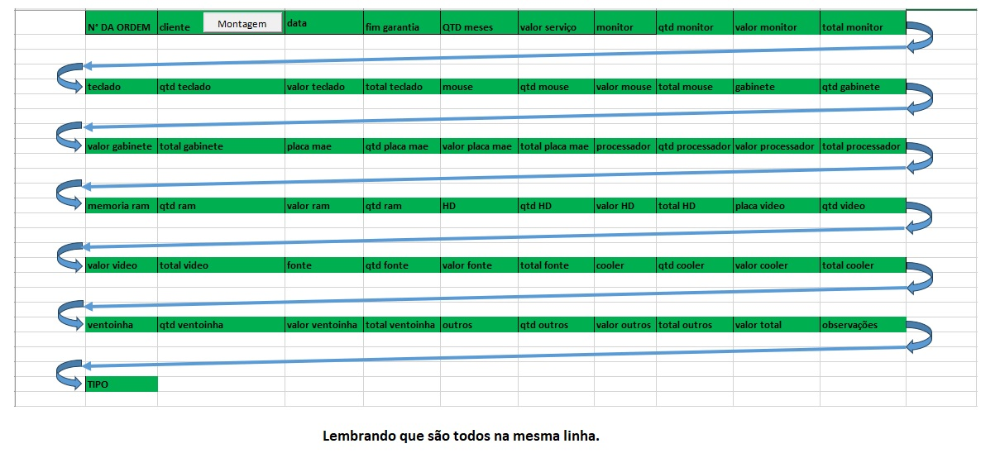 N° DA ORDEM cliente Montagem data fim garantia QTD meses valor serviço monitor qtd monitor valor monitor total monitor
teclado qtd teclado valor teclado total teclado mouse qtd mouse valor mouse total mouse gabinete qtd gabinete
valor gabinete total gabinete placa mae qtd placa mae valor placa mae total placa mae processador qtd processador valor processador total processador
memoria ram qtd ram valor ram qtd ram HD qtd HD valor HD total HD placa video qtd video
valor video total video fonte qtd fonte valor fonte total fonte cooler qtd cooler valor cooler total cooler
ventoinha qtd ventoinha valor ventoinha total ventoinha outros qtd outros valor outros total outros valor total observações
TIPO
Lembrando que são todos na mesma linha.